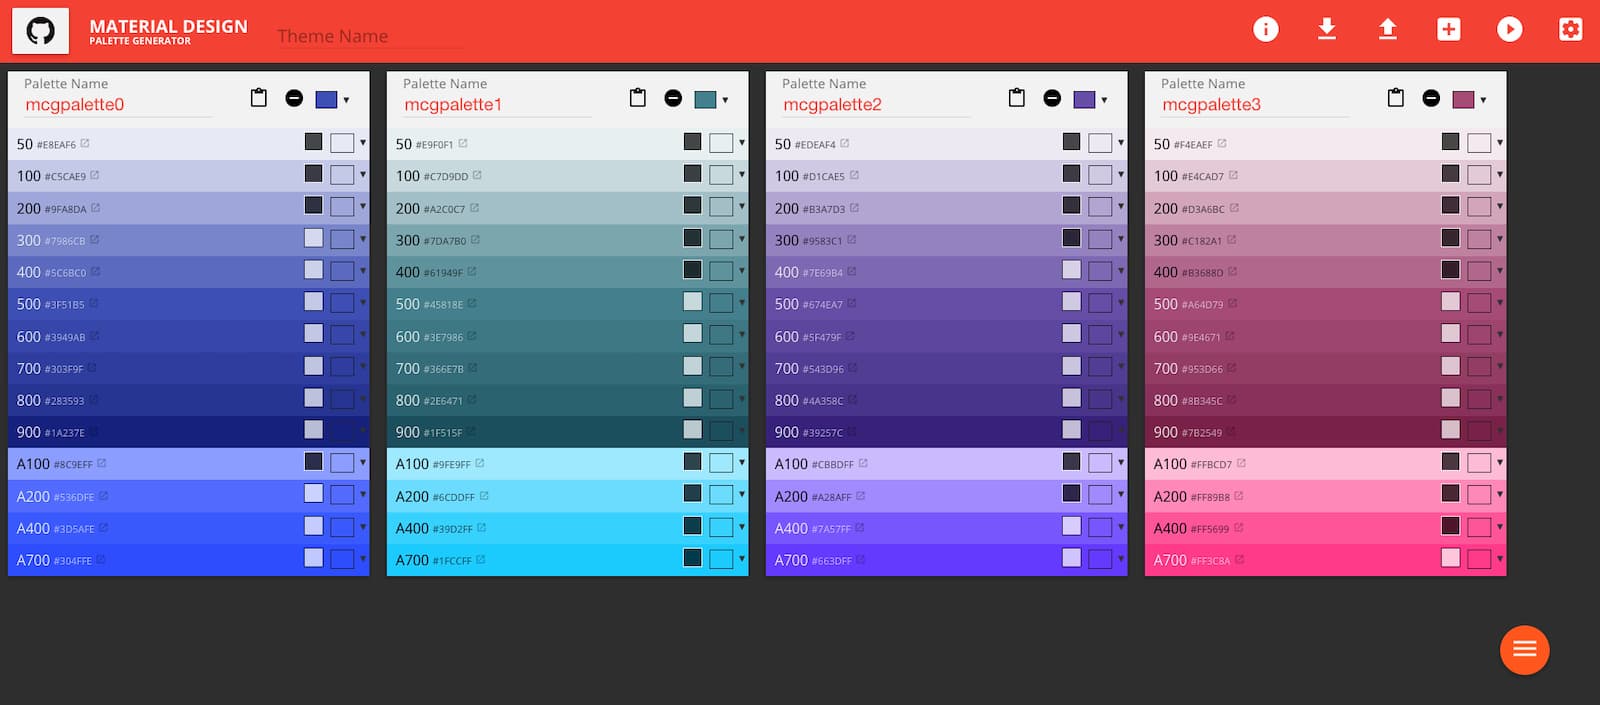 MATERIAL DESIGN
PALETTE GENERATOR
Theme Name
Palette Name
mcgpalette0
50 #E8EAF6
100 #C5CAE9
200 #9FA8DA
300 #7986CB
400 #5C6BC0
500 #3F51B5
600 #3949AB
700 #303F9F
800 #283593
900 #1A237E
A100 #8C9EFF
A200 #536DFE
A400 #3D5AFE
A700 #304FFE
Palette Name
mcgpalette1
50 #E9F0F1
100 #C7D9DD
200 #A2C0C7
300 #7DA7B0
400 #61949F
500 #45818E
600 #3E7986
700 #366E7B
800 #2E6471
900 #1F515F
A100 #9FE9FF
A200 #6CDDFF
A400 #39D2FF
A700 #1FCCFF
Palette Name
mcgpalette2
50 #EDEAF4
100 #D1CAE5
200 #B3A7D3
300 #9583C1
400 #7E69B4
500 #674EA7
600 #5F479F
700 #543D96
800 #4A358C
900 #39257C
A100 #CBBDFF
A200 #A28AFF
A400 #7A57FF
A700 #663DFF
Palette Name
mcgpalette3
50 #F4EAEF
100 #E4CAD7
200 #D3A6BC
300 #C182A1
400 #B3688D
500 #A64D79
600 #9E4671
700 #953D66
800 #8B345C
900 #7B2549
A100 #FFBCD7
A200 #FF89B8
A400 #FF5699
A700 #FF3C8A